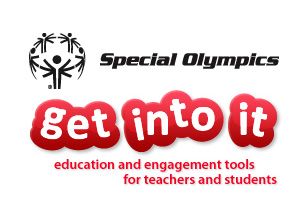 Special Olympics
get into it
education and engagement tools
for teachers and students